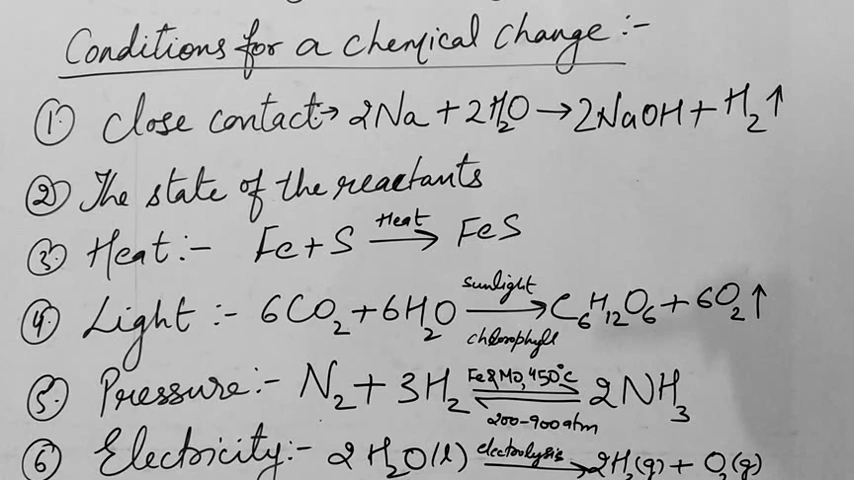 Conditions for a chemical change :-
① Close contact → 2Na + 2H₂O → 2NaOH + H₂↑
② The state of the reactants
③ Heat :- Fe + S —Heat→ FeS
④ Light :- 6CO₂ + 6H₂O —sunlight/chlorophyll→ C₆H₁₂O₆ + 6O₂↑
⑤ Pressure :- N₂ + 3H₂ ⇌ (Fe & Mo, 450°C / 200-900 atm) 2NH₃
⑥ Electricity :- 2H₂O(l) —electrolysis→ 2H₂(g) + O₂(g)